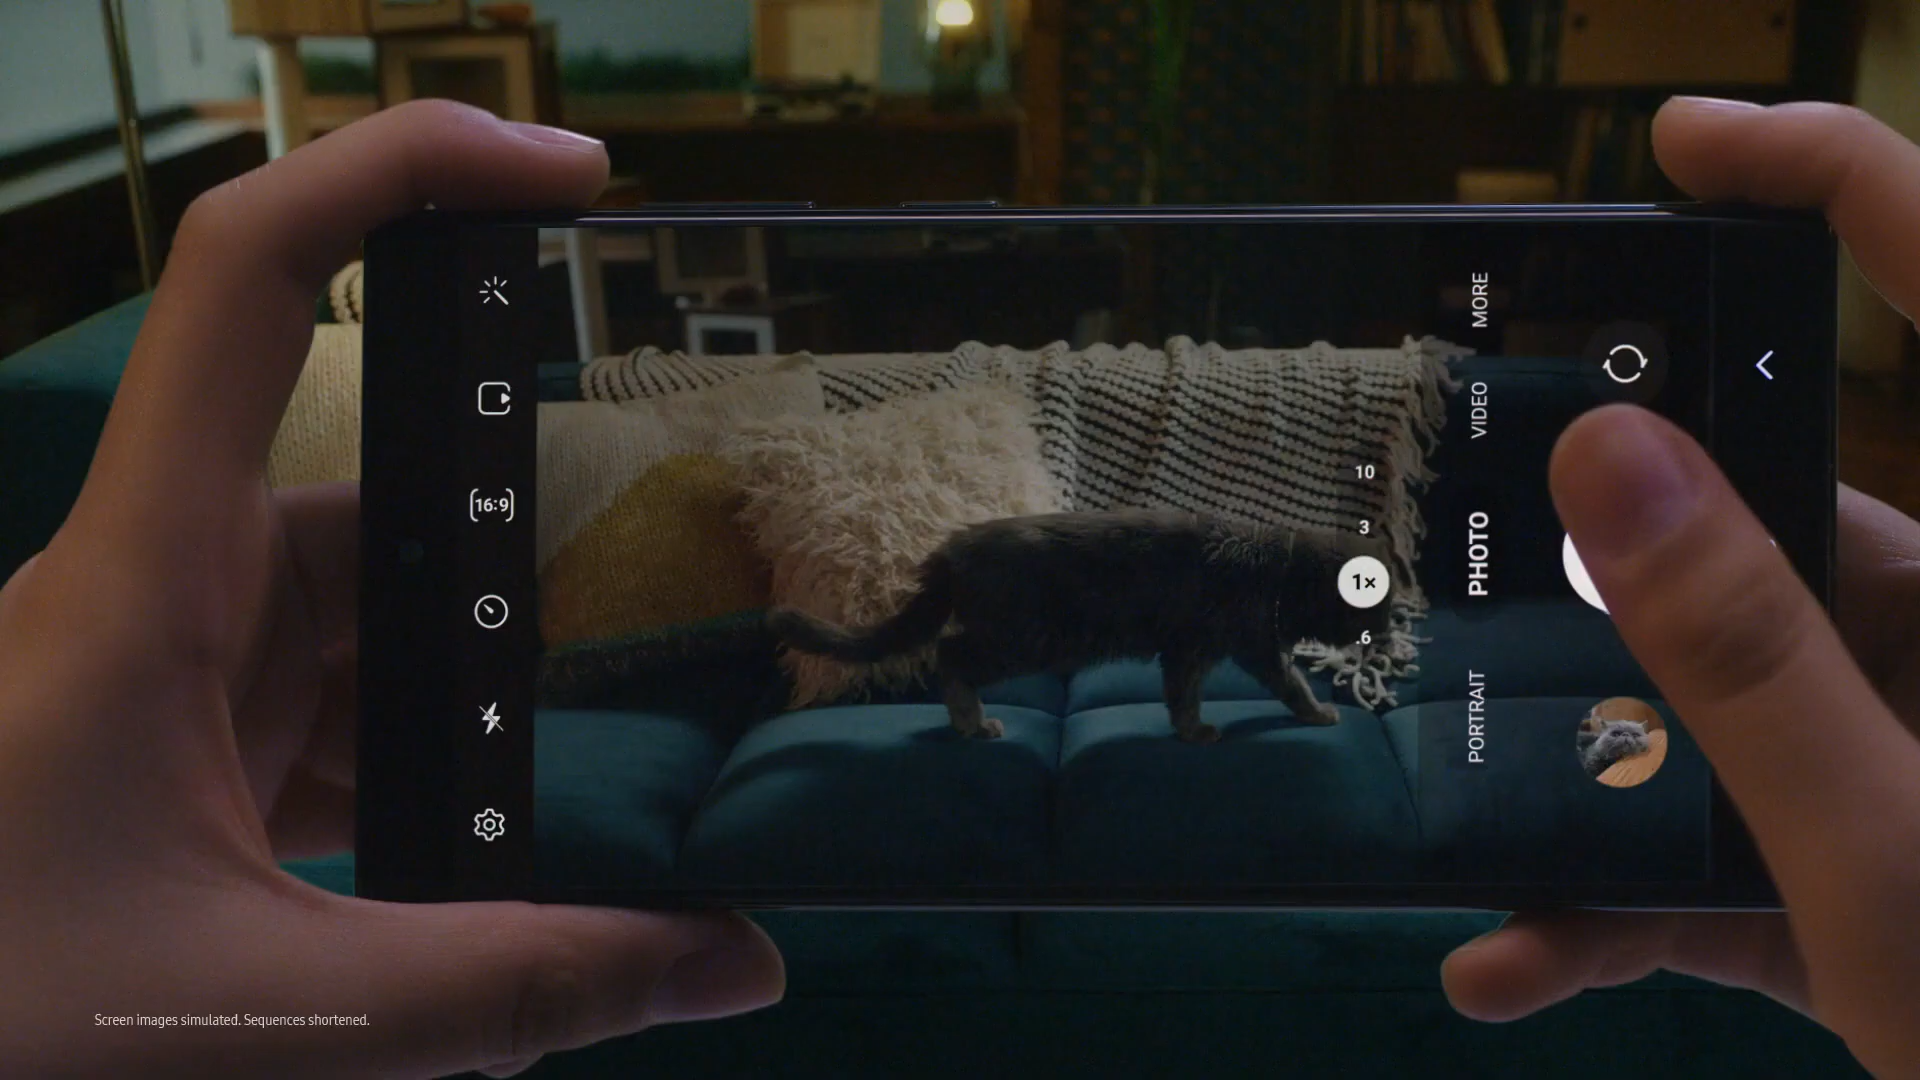 [16:9]
10
3
1×
.6
MORE
VIDEO
PHOTO
PORTRAIT
Screen images simulated. Sequences shortened.